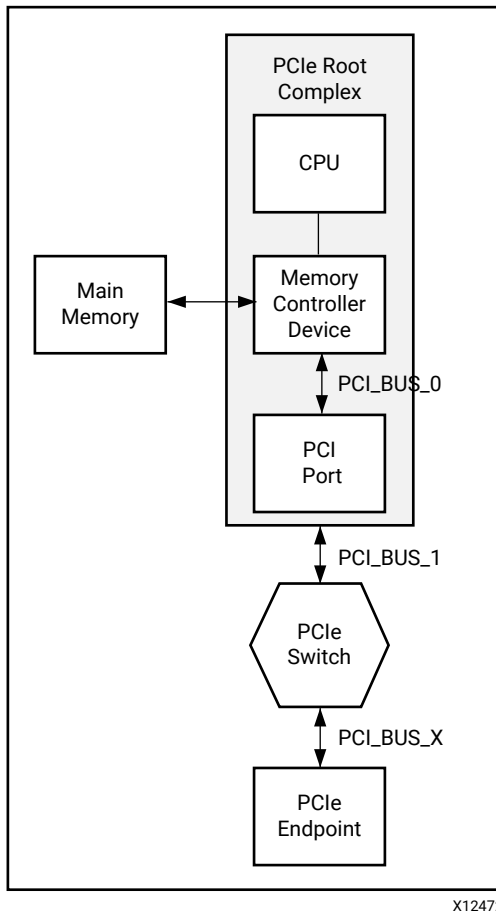 PCIe Root
Complex
CPU
Main
Memory
Memory
Controller
Device
PCI_BUS_0
PCI
Port
PCI_BUS_1
PCIe
Switch
PCI_BUS_X
PCIe
Endpoint